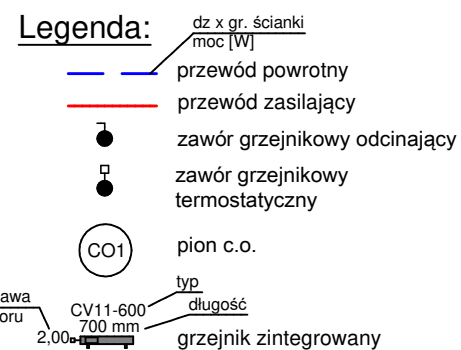 Legenda:
dz x gr. ścianki
moc [W]
przewód powrotny
przewód zasilający
zawór grzejnikowy odcinający
zawór grzejnikowy
termostatyczny
CO1
pion c.o.
typ
CV11-600
długość
700 mm
2,00
grzejnik zintegrowany